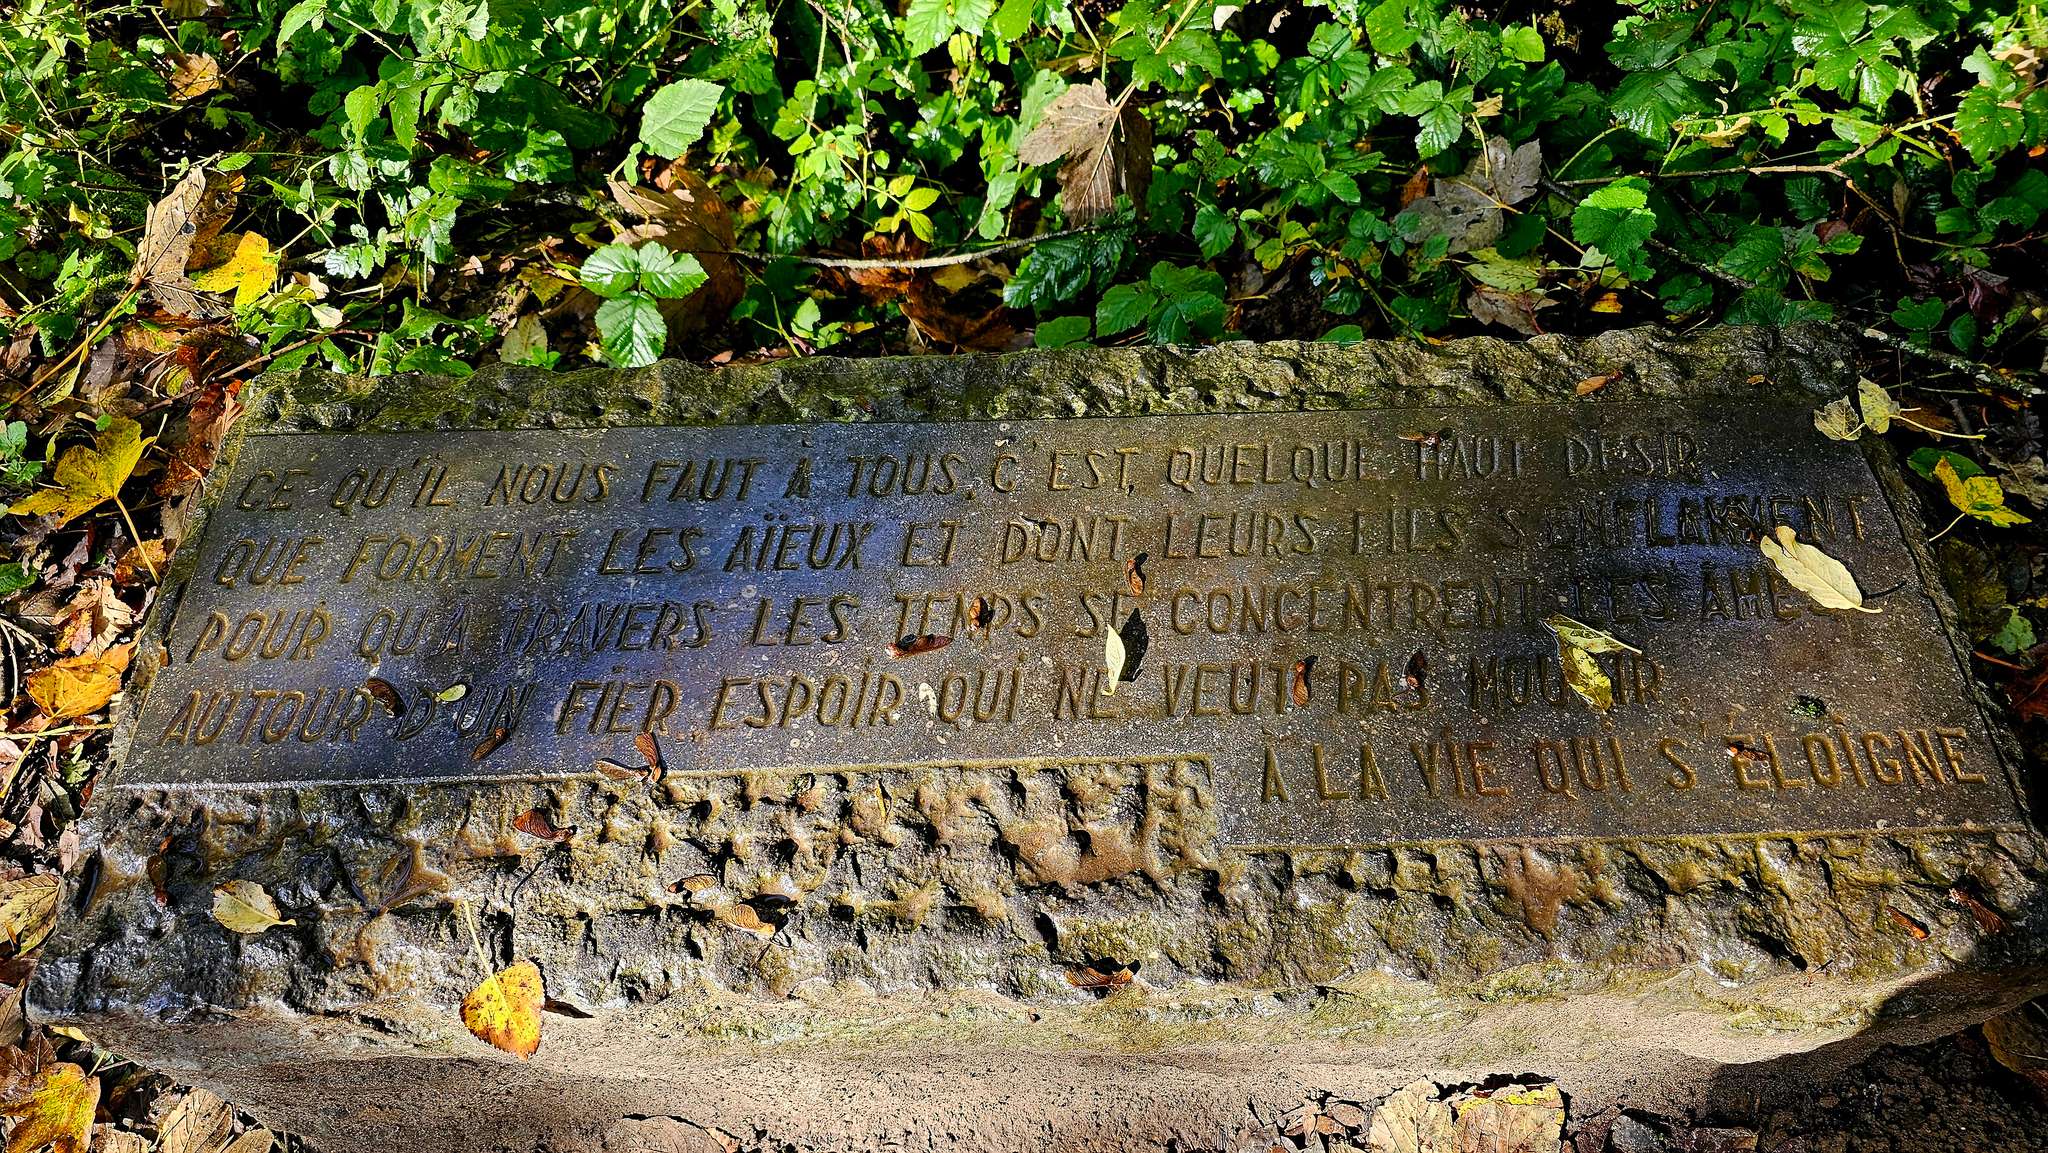 CE QU'IL NOUS FAUT À TOUS, C'EST, QUELQUE HAUT DÉSIR
QUE FORMENT LES AÏEUX ET DONT LEURS FILS S'ENFLAMMENT
POUR QU'À TRAVERS LES TEMPS SE CONCENTRENT LES ÂMES
AUTOUR D'UN FIER ESPOIR QUI NE VEUT PAS MOURIR
À LA VIE QUI S'ÉLOIGNE